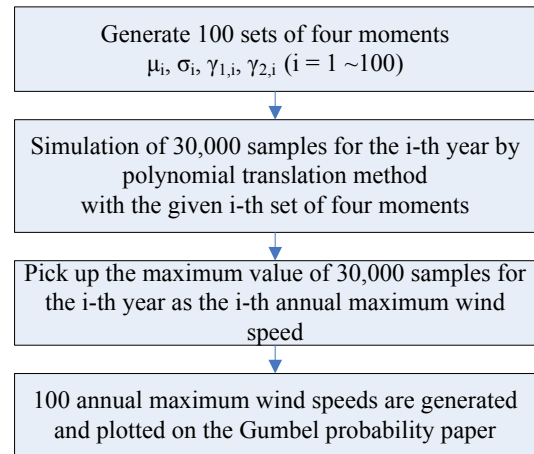 Generate 100 sets of four moments
μi, σi, γ1,i, γ2,i (i = 1 ~100)
Simulation of 30,000 samples for the i-th year by
polynomial translation method
with the given i-th set of four moments
Pick up the maximum value of 30,000 samples for
the i-th year as the i-th annual maximum wind
speed
100 annual maximum wind speeds are generated
and plotted on the Gumbel probability paper